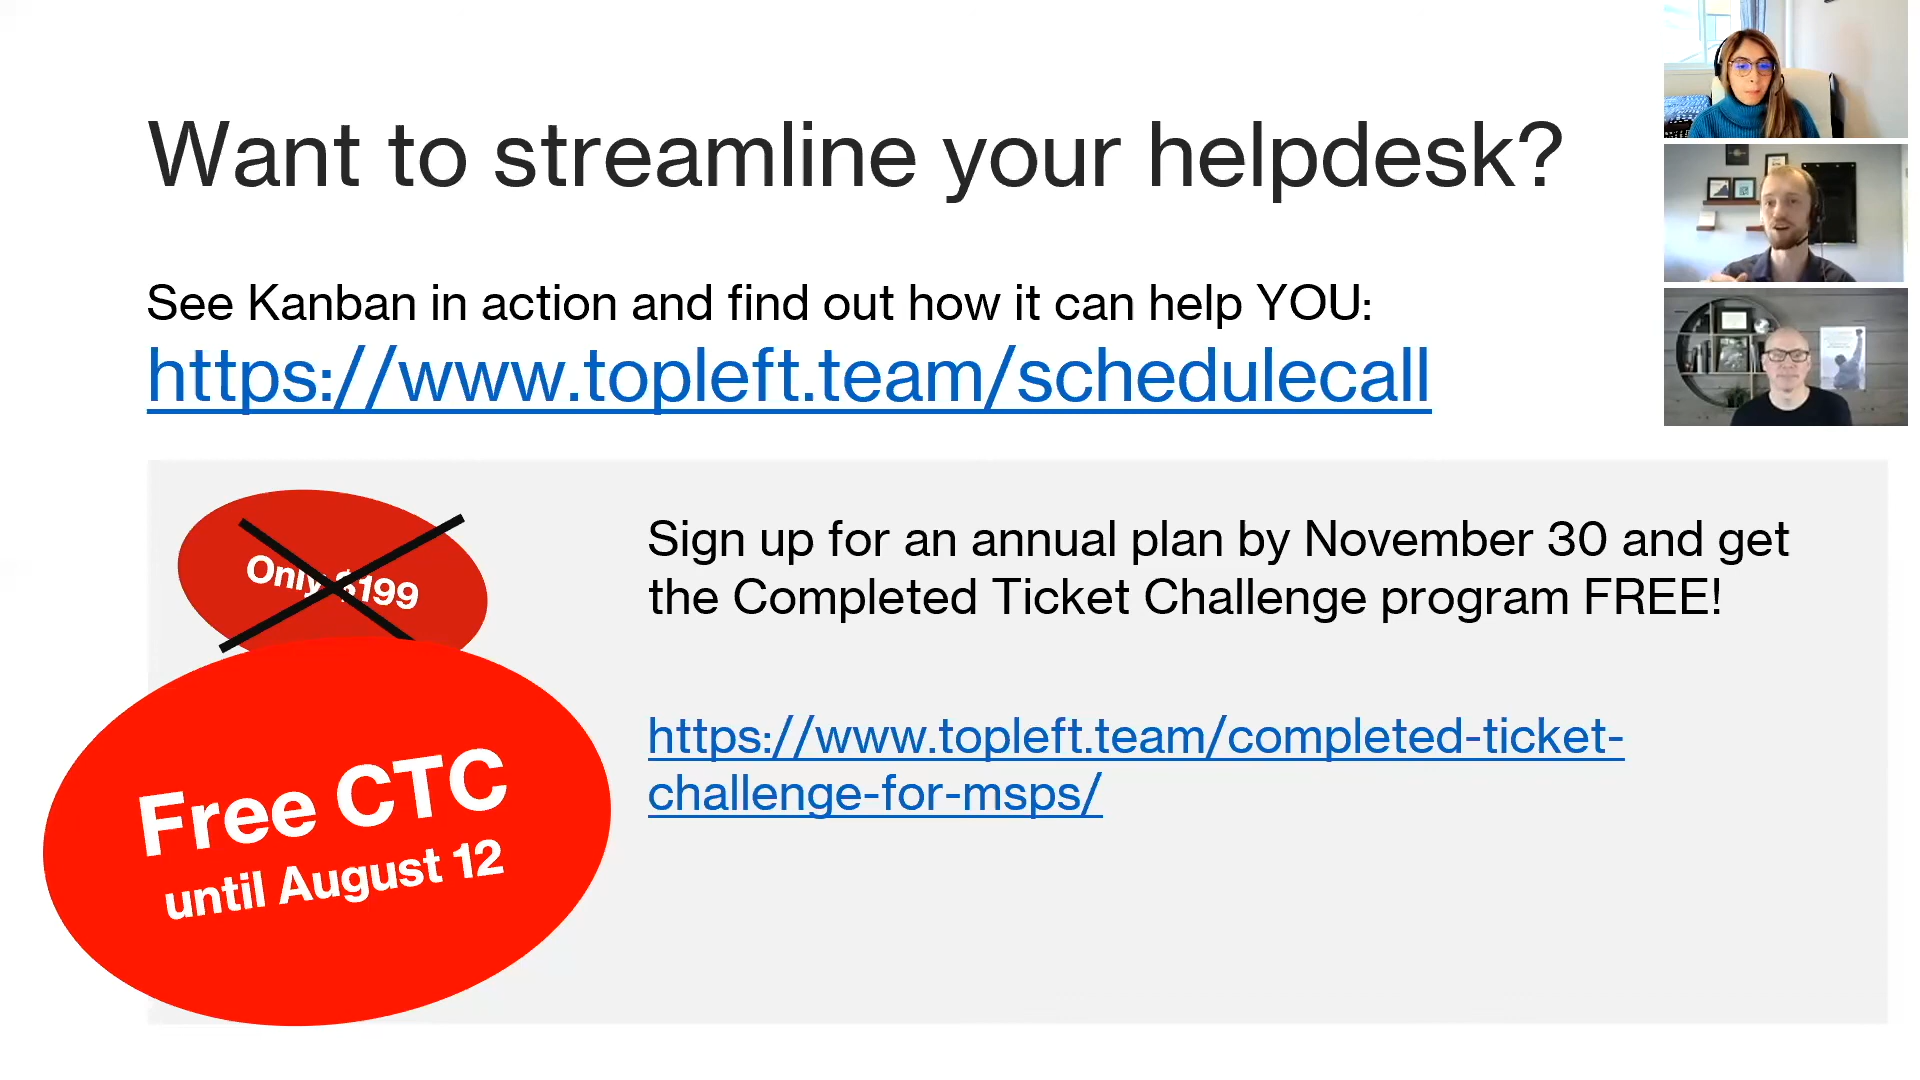 Want to streamline your helpdesk?
See Kanban in action and find out how it can help YOU:
https://www.topleft.team/schedulecall
Only $199
Sign up for an annual plan by November 30 and get
the Completed Ticket Challenge program FREE!
https://www.topleft.team/completed-ticket-
challenge-for-msps/
Free CTC
until August 12